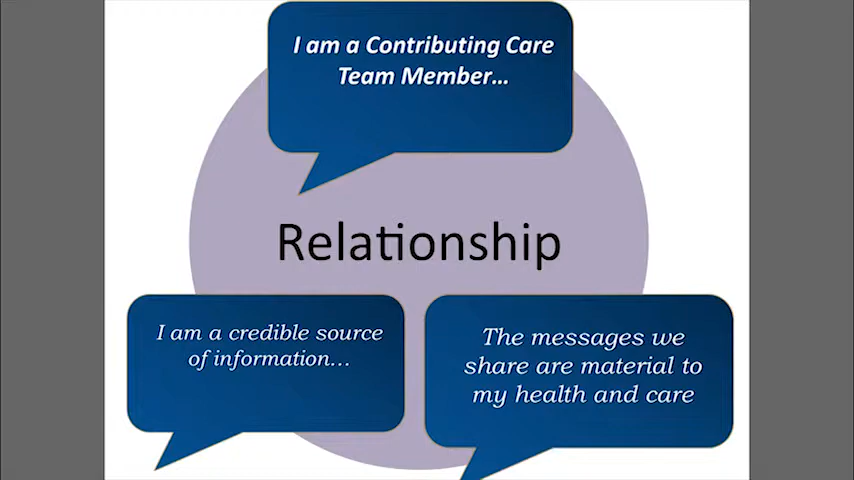 I am a Contributing Care
Team Member...
Relationship
I am a credible source
of information...
The messages we
share are material to
my health and care